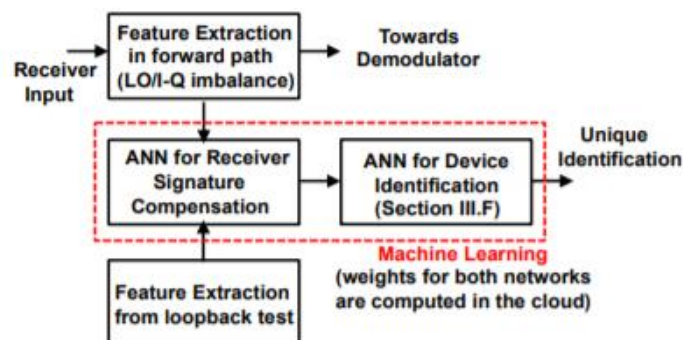 Feature Extraction
in forward path
(LO/I-Q imbalance)
Towards
Demodulator
Receiver
Input
ANN for Receiver
Signature
Compensation
ANN for Device
Identification
(Section III.F)
Unique
Identification
Machine Learning
(weights for both networks
are computed in the cloud)
Feature Extraction
from loopback test